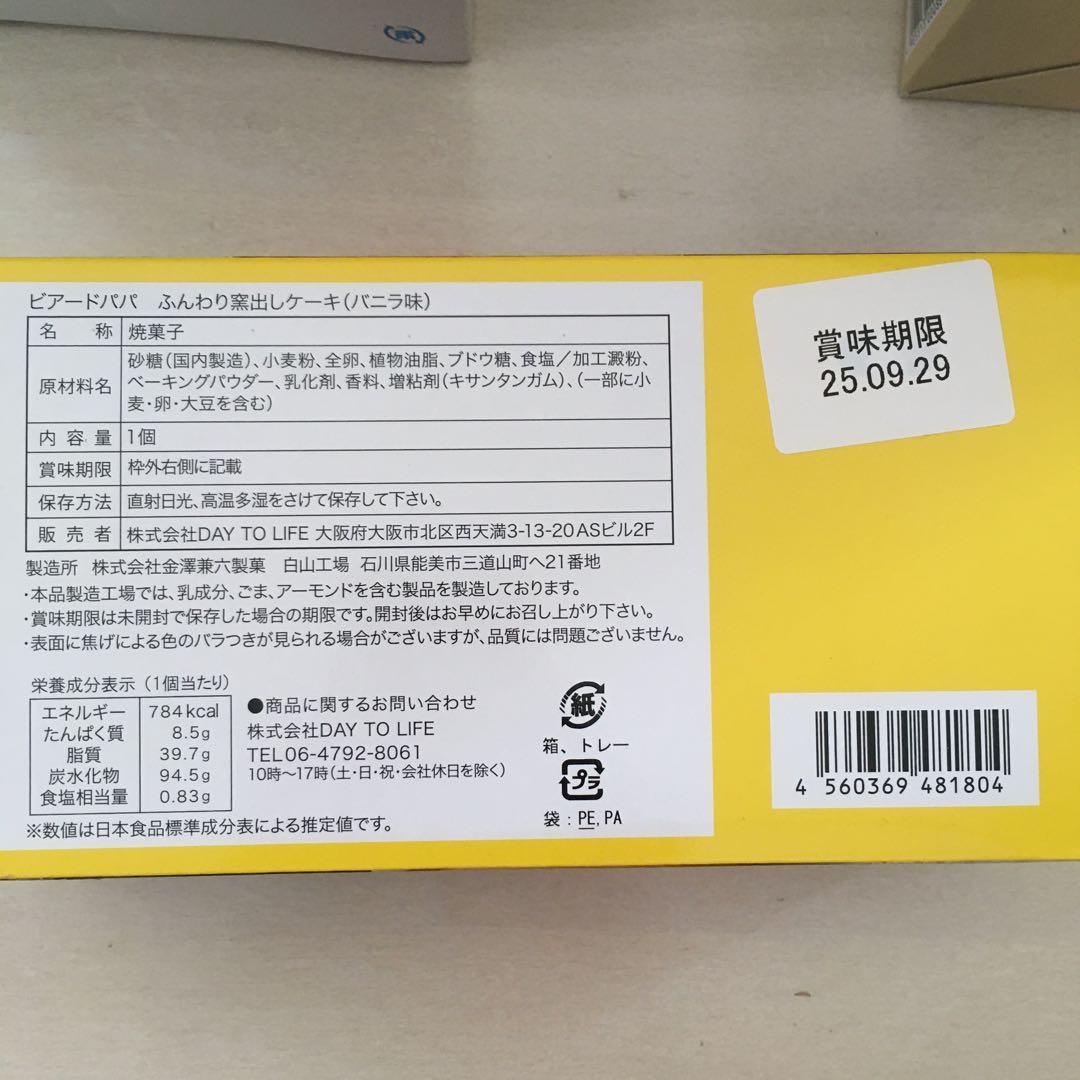 ビアードパパ　ふんわり窯出しケーキ(バニラ味)
名称 焼菓子
原材料名 砂糖(国内製造)、小麦粉、全卵、植物油脂、ブドウ糖、食塩／加工澱粉、
ベーキングパウダー、乳化剤、香料、増粘剤(キサンタンガム)、(一部に小
麦・卵・大豆を含む)
内容量 1個
賞味期限 枠外右側に記載
保存方法 直射日光、高温多湿をさけて保存して下さい。
販売者 株式会社DAY TO LIFE 大阪府大阪市北区西天満3-13-20ASビル2F
製造所　株式会社金澤兼六製菓　白山工場　石川県能美市三道山町ヘ21番地
・本品製造工場では、乳成分、ごま、アーモンドを含む製品を製造しております。
・賞味期限は未開封で保存した場合の期限です。開封後はお早めにお召し上がり下さい。
・表面に焦げによる色のバラつきが見られる場合がございますが、品質には問題ございません。
栄養成分表示 (1個当たり)
エネルギー 784kcal
たんぱく質 8.5g
脂質 39.7g
炭水化物 94.5g
食塩相当量 0.83g
※数値は日本食品標準成分表による推定値です。
●商品に関するお問い合わせ
株式会社DAY TO LIFE
TEL06-4792-8061
10時〜17時(土・日・祝・会社休日を除く)
紙
箱、トレー
プラ
袋：PE,PA
賞味期限
25.09.29
4 560369 481804